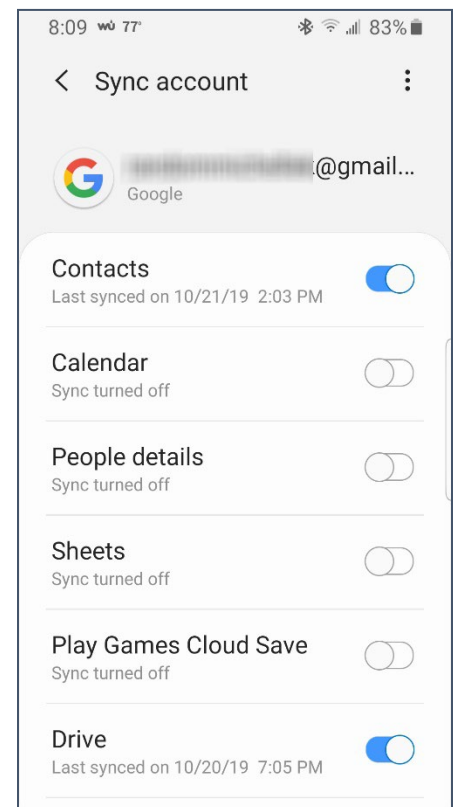 8:09 wu 77° 83%
Sync account
@gmail...
Google
Contacts
Last synced on 10/21/19 2:03 PM
Calendar
Sync turned off
People details
Sync turned off
Sheets
Sync turned off
Play Games Cloud Save
Sync turned off
Drive
Last synced on 10/20/19 7:05 PM